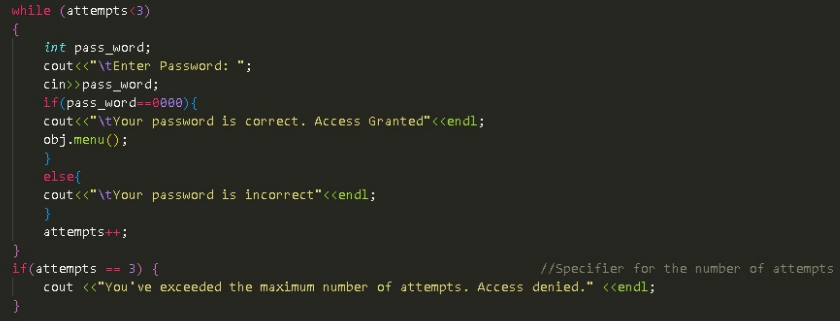 while (attempts<3)
{
int pass_word;
cout<<"\tEnter Password: ";
cin>>pass_word;
if(pass_word==0000){
cout<<"\tYour password is correct. Access Granted"<<endl;
obj.menu();
}
else{
cout<<"\tYour password is incorrect"<<endl;
}
attempts++;
}
if(attempts == 3) { //Specifier for the number of attempts
cout <<"You've exceeded the maximum number of attempts. Access denied." <<endl;
}